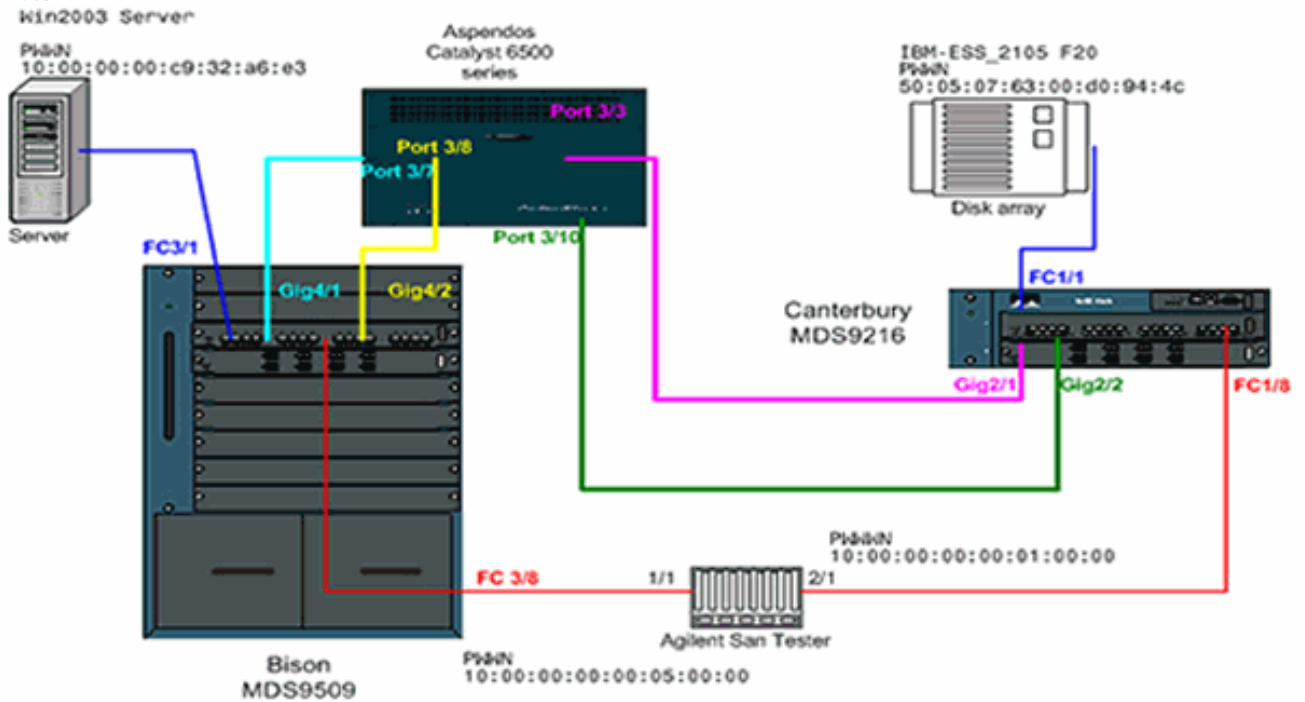 Win2003 Server
PWWN
10:00:00:00:c9:32:a6:e3
Server
Aspendos
Catalyst 6500
series
Port 3/3
Port 3/8
Port 3/7
Port 3/10
IBM-ESS_2105 F20
PWWN
50:05:07:63:00:d0:94:4c
Disk array
FC3/1
Gig4/1
Gig4/2
FC1/1
Canterbury
MDS9216
Gig2/1
Gig2/2
FC1/8
PWWN
10:00:00:00:00:01:00:00
FC 3/8
1/1
2/1
Agilent San Tester
Bison
MDS9509
PWWN
10:00:00:00:00:05:00:00